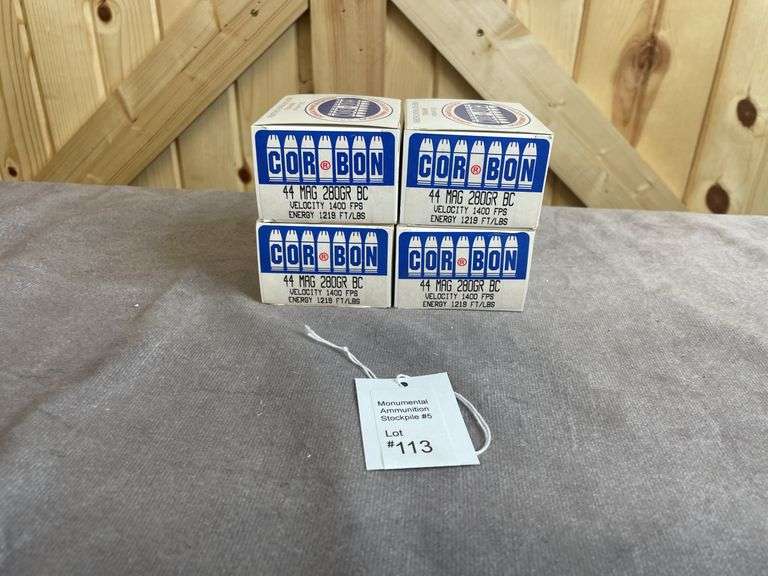 COR®BON
44 MAG 280GR BC
VELOCITY 1400 FPS
ENERGY 1219 FT/LBS
COR®BON
44 MAG 280GR BC
VELOCITY 1400 FPS
ENERGY 1219 FT/LBS
COR®BON
44 MAG 280GR BC
VELOCITY 1400 FPS
ENERGY 1219 FT/LBS
COR®BON
44 MAG 280GR BC
VELOCITY 1400 FPS
ENERGY 1219 FT/LBS
Monumental
Ammunition
Stockpile #5
Lot
#113